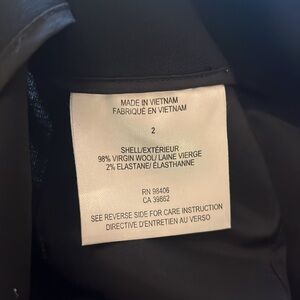 MADE IN VIETNAM
FABRIQUÉ EN VIETNAM
2
SHELL/EXTÉRIEUR
98% VIRGIN WOOL/ LAINE VIERGE
2% ELASTANE/ ÉLASTHANNE
RN 98406
CA 39862
SEE REVERSE SIDE FOR CARE INSTRUCTION
DIRECTIVE D'ENTRETIEN AU VERSO